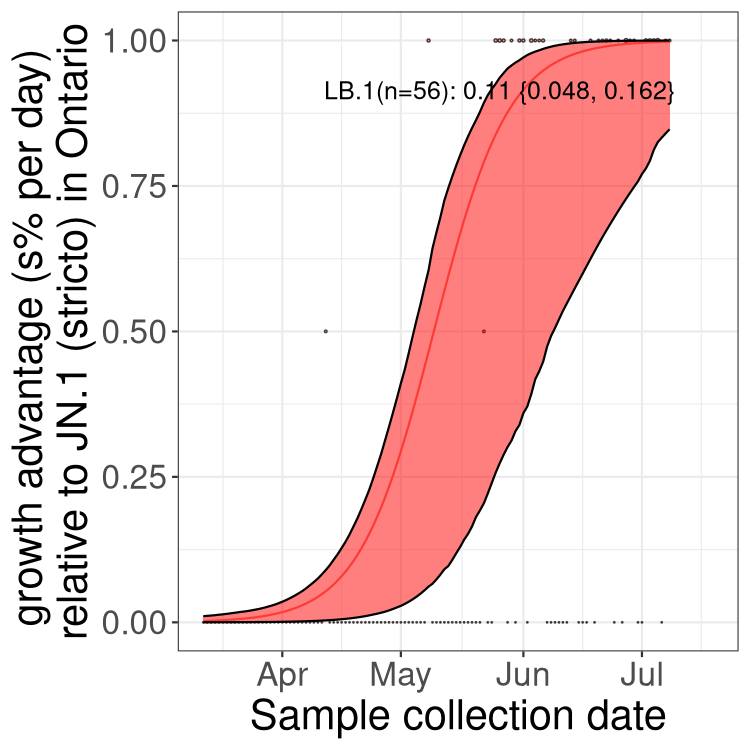 growth advantage (s% per day)
relative to JN.1 (stricto) in Ontario
1.00
0.75
0.50
0.25
0.00
LB.1(n=56): 0.11 {0.048, 0.162}
Apr May Jun Jul
Sample collection date